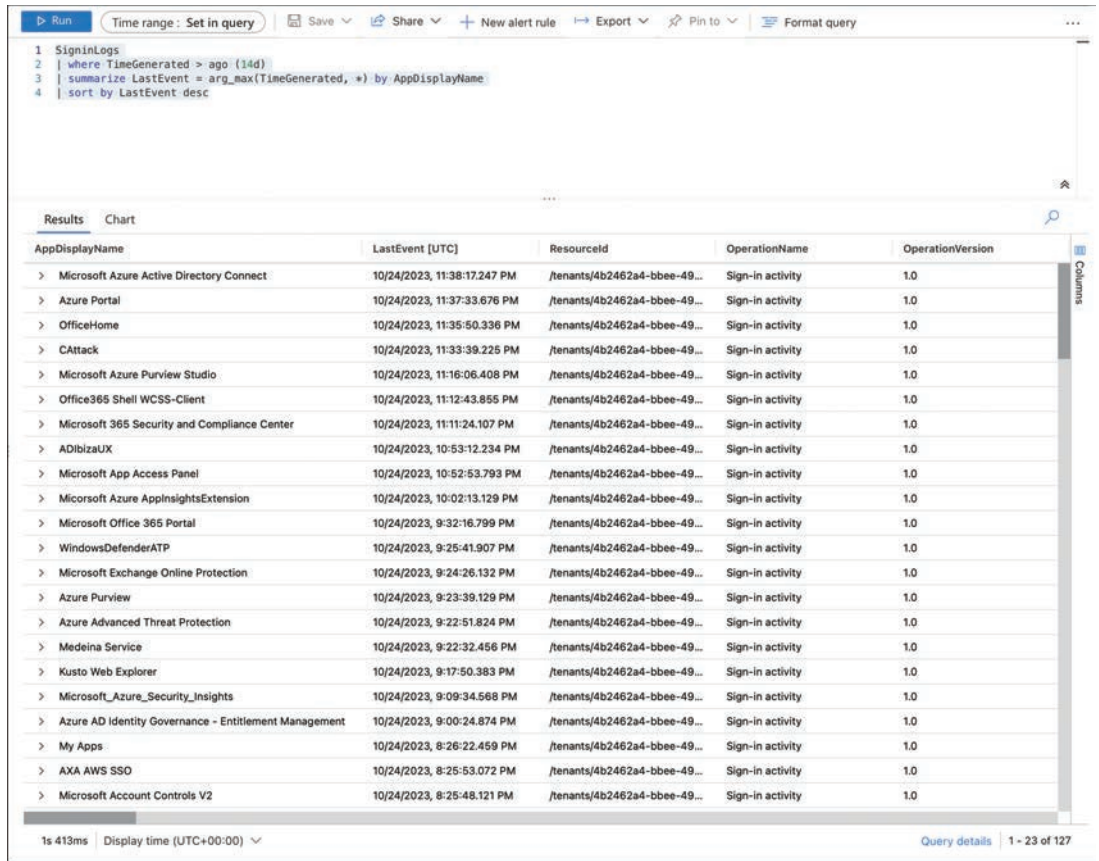 Run Time range : Set in query Save Share New alert rule Export Pin to Format query ...
1 SigninLogs
2 | where TimeGenerated > ago (14d)
3 | summarize LastEvent = arg_max(TimeGenerated, *) by AppDisplayName
4 | sort by LastEvent desc
Results Chart
AppDisplayName LastEvent [UTC] ResourceId OperationName OperationVersion
Columns
> Microsoft Azure Active Directory Connect 10/24/2023, 11:38:17.247 PM /tenants/4b2462a4-bbee-49... Sign-in activity 1.0
> Azure Portal 10/24/2023, 11:37:33.676 PM /tenants/4b2462a4-bbee-49... Sign-in activity 1.0
> OfficeHome 10/24/2023, 11:35:50.336 PM /tenants/4b2462a4-bbee-49... Sign-in activity 1.0
> CAttack 10/24/2023, 11:33:39.225 PM /tenants/4b2462a4-bbee-49... Sign-in activity 1.0
> Microsoft Azure Purview Studio 10/24/2023, 11:16:06.408 PM /tenants/4b2462a4-bbee-49... Sign-in activity 1.0
> Office365 Shell WCSS-Client 10/24/2023, 11:12:43.855 PM /tenants/4b2462a4-bbee-49... Sign-in activity 1.0
> Microsoft 365 Security and Compliance Center 10/24/2023, 11:11:24.107 PM /tenants/4b2462a4-bbee-49... Sign-in activity 1.0
> ADIbizaUX 10/24/2023, 10:53:12.234 PM /tenants/4b2462a4-bbee-49... Sign-in activity 1.0
> Microsoft App Access Panel 10/24/2023, 10:52:53.793 PM /tenants/4b2462a4-bbee-49... Sign-in activity 1.0
> Micorsoft Azure AppInsightsExtension 10/24/2023, 10:02:13.129 PM /tenants/4b2462a4-bbee-49... Sign-in activity 1.0
> Microsoft Office 365 Portal 10/24/2023, 9:32:16.799 PM /tenants/4b2462a4-bbee-49... Sign-in activity 1.0
> WindowsDefenderATP 10/24/2023, 9:25:41.907 PM /tenants/4b2462a4-bbee-49... Sign-in activity 1.0
> Microsoft Exchange Online Protection 10/24/2023, 9:24:26.132 PM /tenants/4b2462a4-bbee-49... Sign-in activity 1.0
> Azure Purview 10/24/2023, 9:23:39.129 PM /tenants/4b2462a4-bbee-49... Sign-in activity 1.0
> Azure Advanced Threat Protection 10/24/2023, 9:22:51.824 PM /tenants/4b2462a4-bbee-49... Sign-in activity 1.0
> Medeina Service 10/24/2023, 9:22:32.456 PM /tenants/4b2462a4-bbee-49... Sign-in activity 1.0
> Kusto Web Explorer 10/24/2023, 9:17:50.383 PM /tenants/4b2462a4-bbee-49... Sign-in activity 1.0
> Microsoft_Azure_Security_Insights 10/24/2023, 9:09:34.568 PM /tenants/4b2462a4-bbee-49... Sign-in activity 1.0
> Azure AD Identity Governance - Entitlement Management 10/24/2023, 9:00:24.874 PM /tenants/4b2462a4-bbee-49... Sign-in activity 1.0
> My Apps 10/24/2023, 8:26:22.459 PM /tenants/4b2462a4-bbee-49... Sign-in activity 1.0
> AXA AWS SSO 10/24/2023, 8:25:53.072 PM /tenants/4b2462a4-bbee-49... Sign-in activity 1.0
> Microsoft Account Controls V2 10/24/2023, 8:25:48.121 PM /tenants/4b2462a4-bbee-49... Sign-in activity 1.0
1s 413ms Display time (UTC+00:00) Query details 1 - 23 of 127